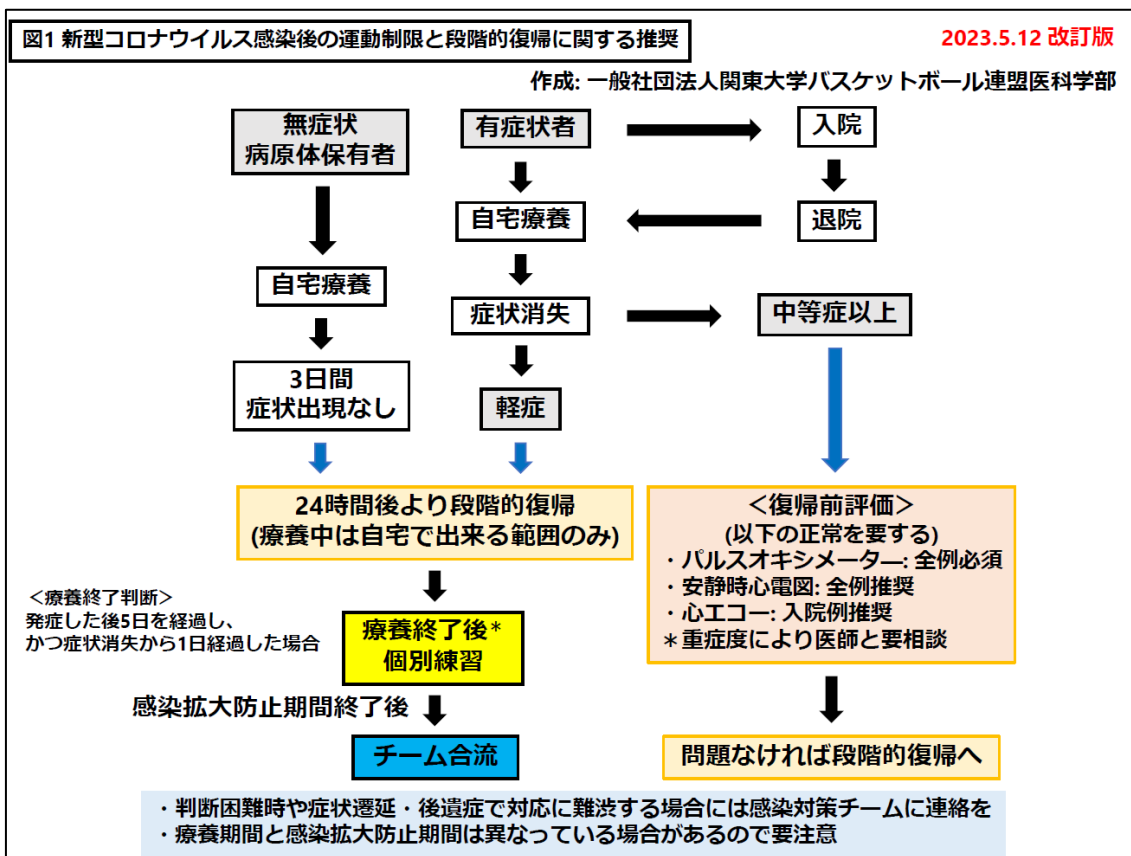 図1 新型コロナウイルス感染後の運動制限と段階的復帰に関する推奨
2023.5.12 改訂版
作成: 一般社団法人関東大学バスケットボール連盟医科学部
無症状
病原体保有者
有症状者
入院
自宅療養
退院
自宅療養
症状消失
中等症以上
3日間
症状出現なし
軽症
24時間後より段階的復帰
(療養中は自宅で出来る範囲のみ)
＜復帰前評価＞
(以下の正常を要する)
・パルスオキシメーター: 全例必須
・安静時心電図: 全例推奨
・心エコー: 入院例推奨
＊重症度により医師と要相談
＜療養終了判断＞
発症した後5日を経過し、
かつ症状消失から1日経過した場合
療養終了後*
個別練習
感染拡大防止期間終了後
チーム合流
問題なければ段階的復帰へ
・判断困難時や症状遷延・後遺症で対応に難渋する場合には感染対策チームに連絡を
・療養期間と感染拡大防止期間は異なっている場合があるので要注意